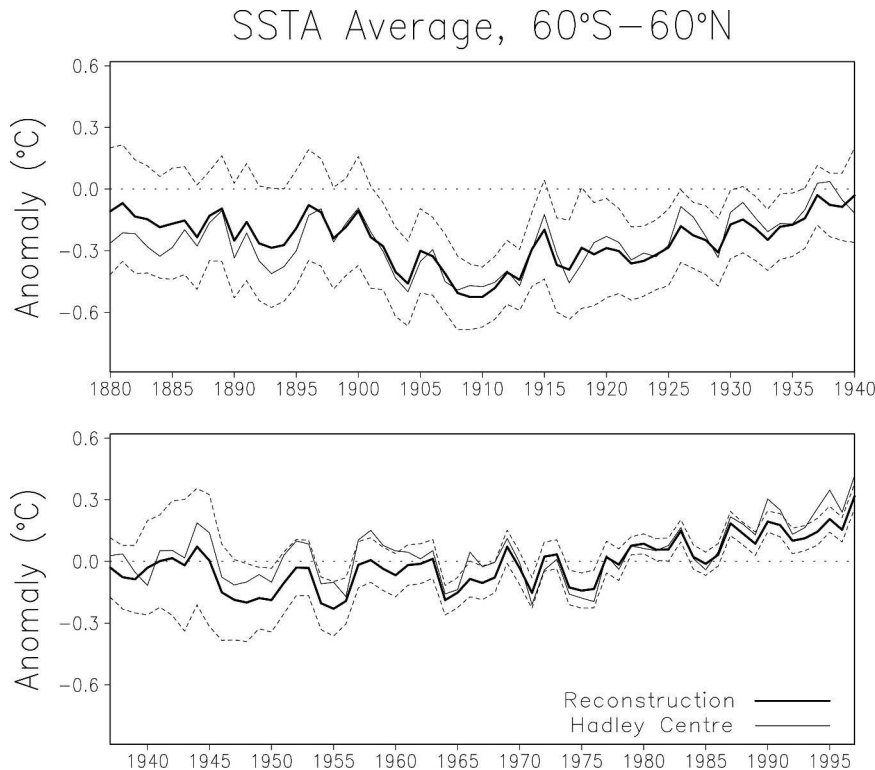 SSTA Average, 60°S–60°N
Anomaly (°C)
0.6
0.3
0.0
−0.3
−0.6
1880 1885 1890 1895 1900 1905 1910 1915 1920 1925 1930 1935 1940
Anomaly (°C)
0.6
0.3
0.0
−0.3
−0.6
Reconstruction
Hadley Centre
1940 1945 1950 1955 1960 1965 1970 1975 1980 1985 1990 1995